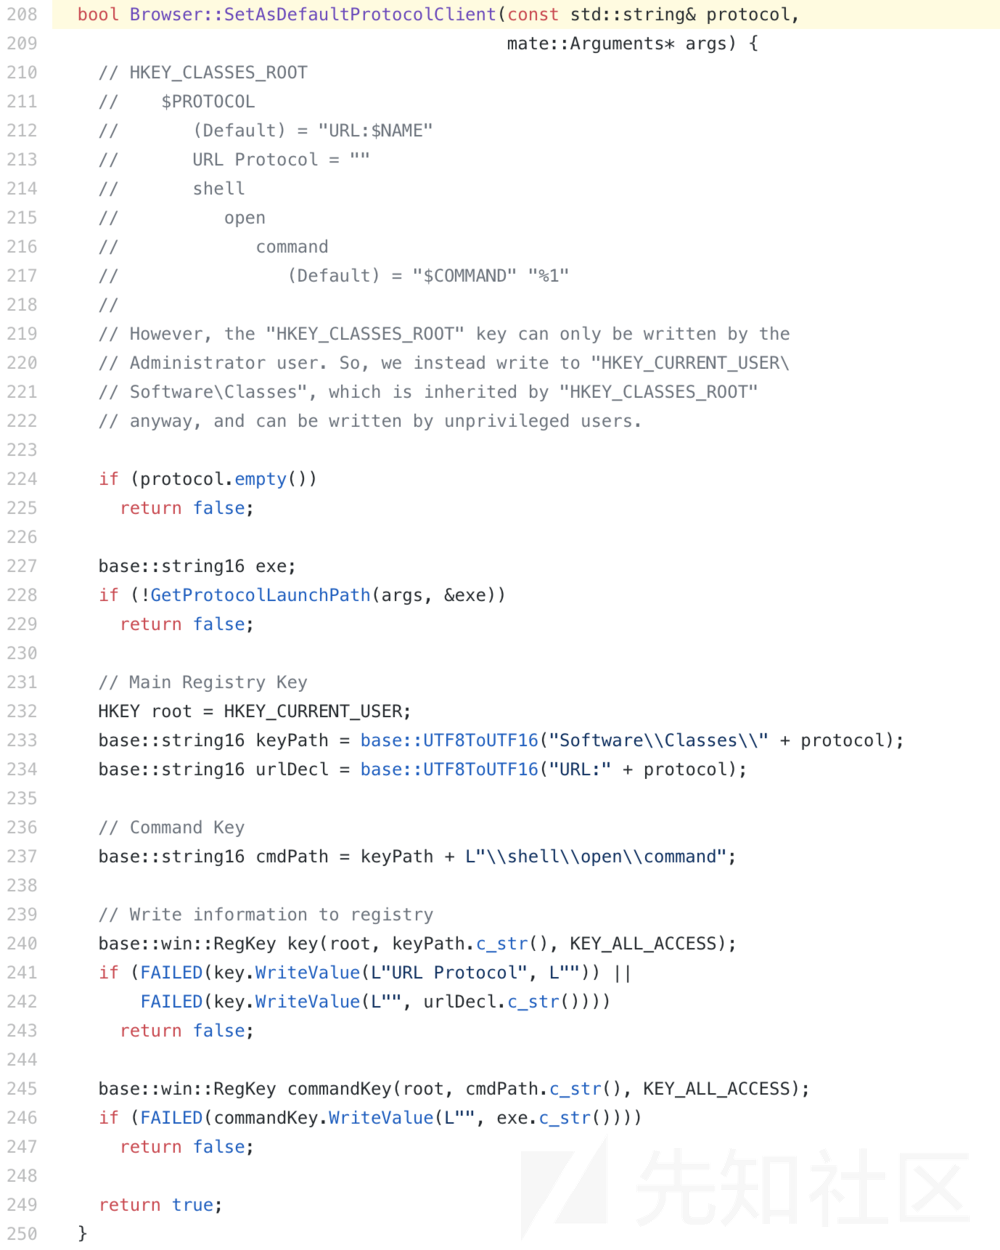 208 bool Browser::SetAsDefaultProtocolClient(const std::string& protocol,
209                                          mate::Arguments* args) {
210   // HKEY_CLASSES_ROOT
211   //    $PROTOCOL
212   //       (Default) = "URL:$NAME"
213   //       URL Protocol = ""
214   //       shell
215   //          open
216   //             command
217   //                (Default) = "$COMMAND" "%1"
218   //
219   // However, the "HKEY_CLASSES_ROOT" key can only be written by the
220   // Administrator user. So, we instead write to "HKEY_CURRENT_USER\
221   // Software\Classes", which is inherited by "HKEY_CLASSES_ROOT"
222   // anyway, and can be written by unprivileged users.
223
224   if (protocol.empty())
225     return false;
226
227   base::string16 exe;
228   if (!GetProtocolLaunchPath(args, &exe))
229     return false;
230
231   // Main Registry Key
232   HKEY root = HKEY_CURRENT_USER;
233   base::string16 keyPath = base::UTF8ToUTF16("Software\\Classes\\" + protocol);
234   base::string16 urlDecl = base::UTF8ToUTF16("URL:" + protocol);
235
236   // Command Key
237   base::string16 cmdPath = keyPath + L"\\shell\\open\\command";
238
239   // Write information to registry
240   base::win::RegKey key(root, keyPath.c_str(), KEY_ALL_ACCESS);
241   if (FAILED(key.WriteValue(L"URL Protocol", L"")) ||
242       FAILED(key.WriteValue(L"", urlDecl.c_str())))
243     return false;
244
245   base::win::RegKey commandKey(root, cmdPath.c_str(), KEY_ALL_ACCESS);
246   if (FAILED(commandKey.WriteValue(L"", exe.c_str())))
247     return false;
248
249   return true;
250 }
先知社区